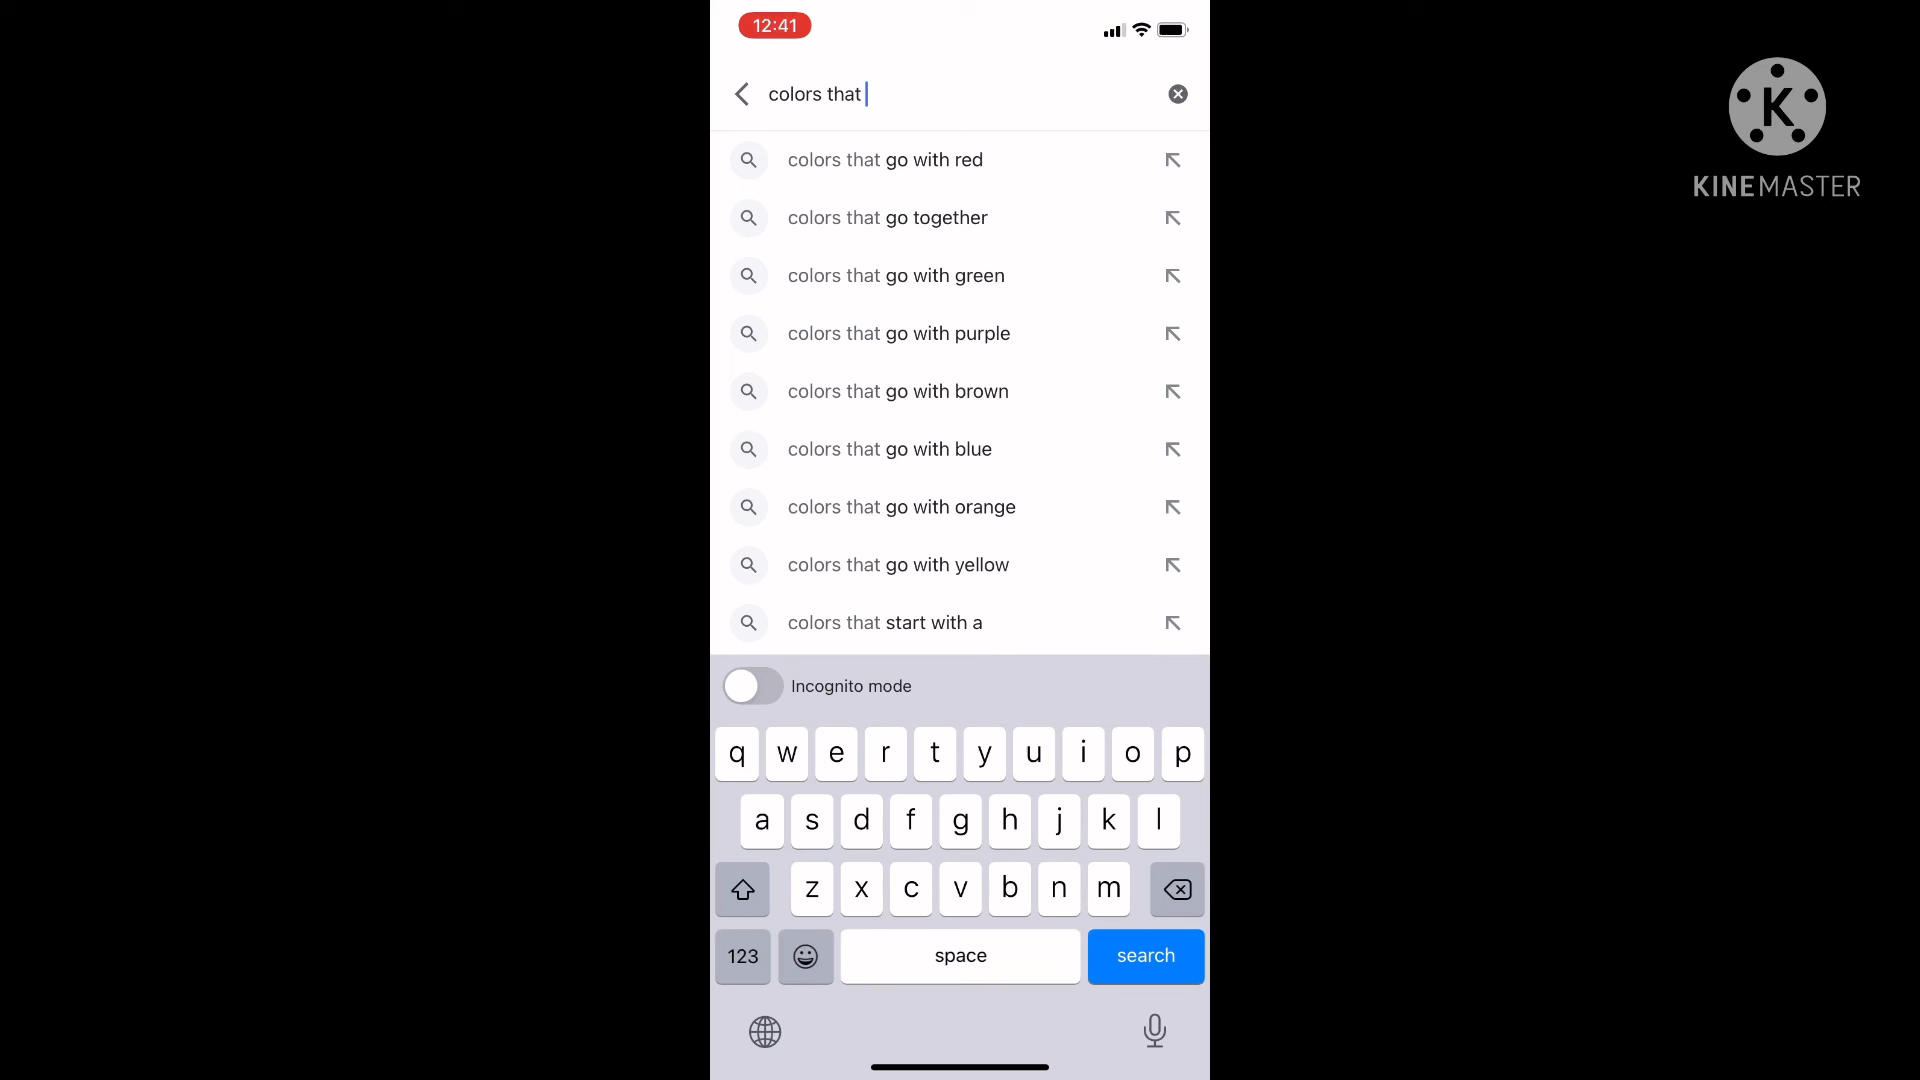 12:41
colors that
colors that go with red
colors that go together
colors that go with green
colors that go with purple
colors that go with brown
colors that go with blue
colors that go with orange
colors that go with yellow
colors that start with a
Incognito mode
q w e r t y u i o p
a s d f g h j k l
z x c v b n m
123 space search
K
KINEMASTER